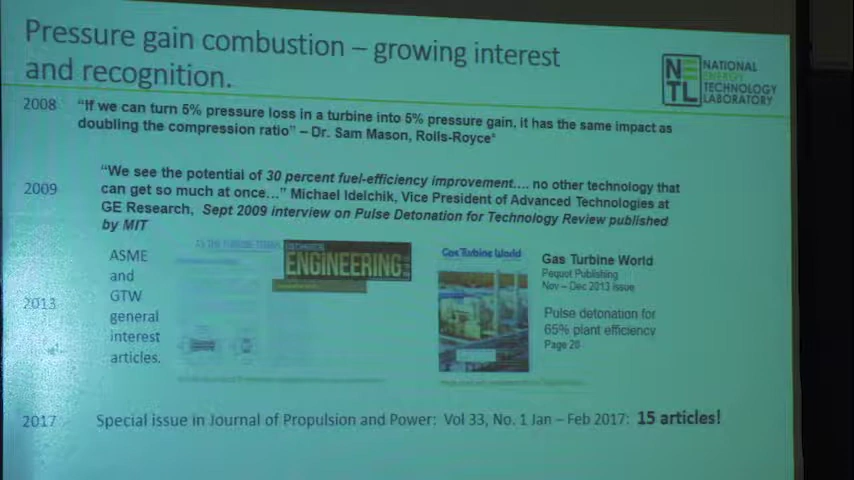 Pressure gain combustion – growing interest
and recognition.
NATIONAL
ENERGY
TECHNOLOGY
LABORATORY
NE
TL
2008
“If we can turn 5% pressure loss in a turbine into 5% pressure gain, it has the same impact as
doubling the compression ratio” – Dr. Sam Mason, Rolls-Royce
2009
“We see the potential of 30 percent fuel-efficiency improvement.... no other technology that
can get so much at once...” Michael Idelchik, Vice President of Advanced Technologies at
GE Research, Sept 2009 interview on Pulse Detonation for Technology Review published
by MIT
2013
ASME
and
GTW
general
interest
articles.
ENGINEERING
Gas Turbine World
Gas Turbine World
Pequot Publishing
Nov – Dec 2013 issue
Pulse detonation for
65% plant efficiency
Page 20
2017
Special issue in Journal of Propulsion and Power: Vol 33, No. 1 Jan – Feb 2017: 15 articles!